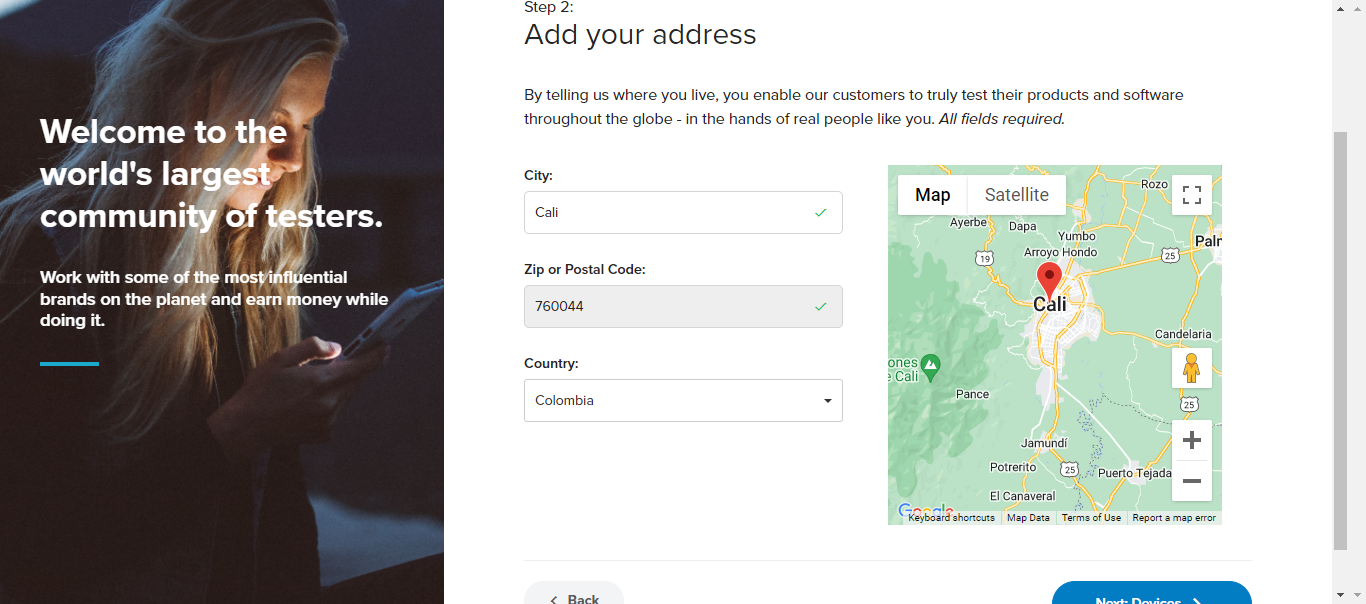 Welcome to the
world's largest
community of testers.
Work with some of the most influential
brands on the planet and earn money while
doing it.
Step 2:
Add your address
By telling us where you live, you enable our customers to truly test their products and software
throughout the globe - in the hands of real people like you. All fields required.
City:
Cali
Zip or Postal Code:
760044
Country:
Colombia
Map
Satellite
Rozo
Ayerbe
Dapa
Yumbo
Palm
Arroyo Hondo
19
25
Cali
Candelaria
ones
e Cali
Pance
25
Jamundí
Potrerito
25
Puerto Tejada
El Canaveral
Google
Keyboard shortcuts
Map Data
Terms of Use
Report a map error
Back
Next: Devices